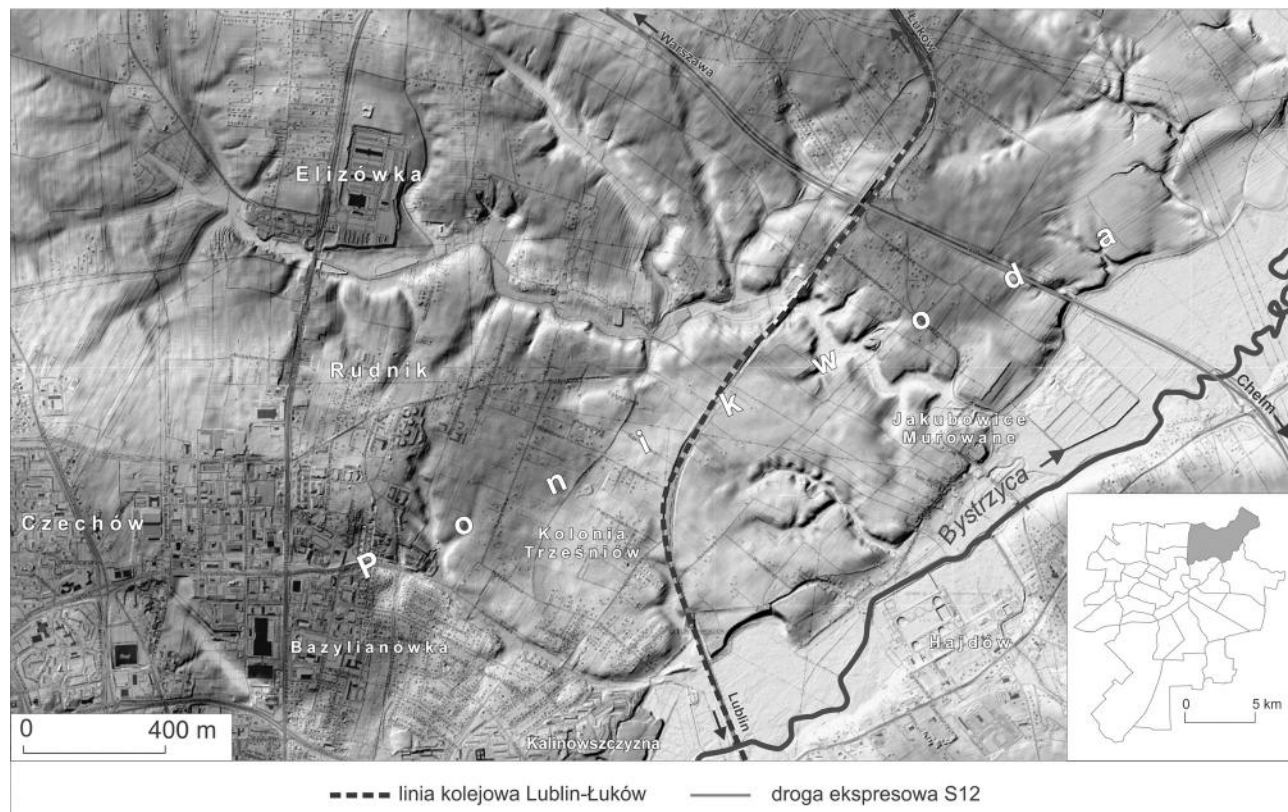 Warszawa
Łuków
Elizówka
Rudnik
Ponikwoda
Jakubowice
Murowane
Czechów
Kolonia
Trześniów
Bystrzyca
Chełm
Bazylianówka
Hajdów
Lublin
Kalinowszczyzna
0 400 m
0 5 km
linia kolejowa Lublin-Łuków droga ekspresowa S12